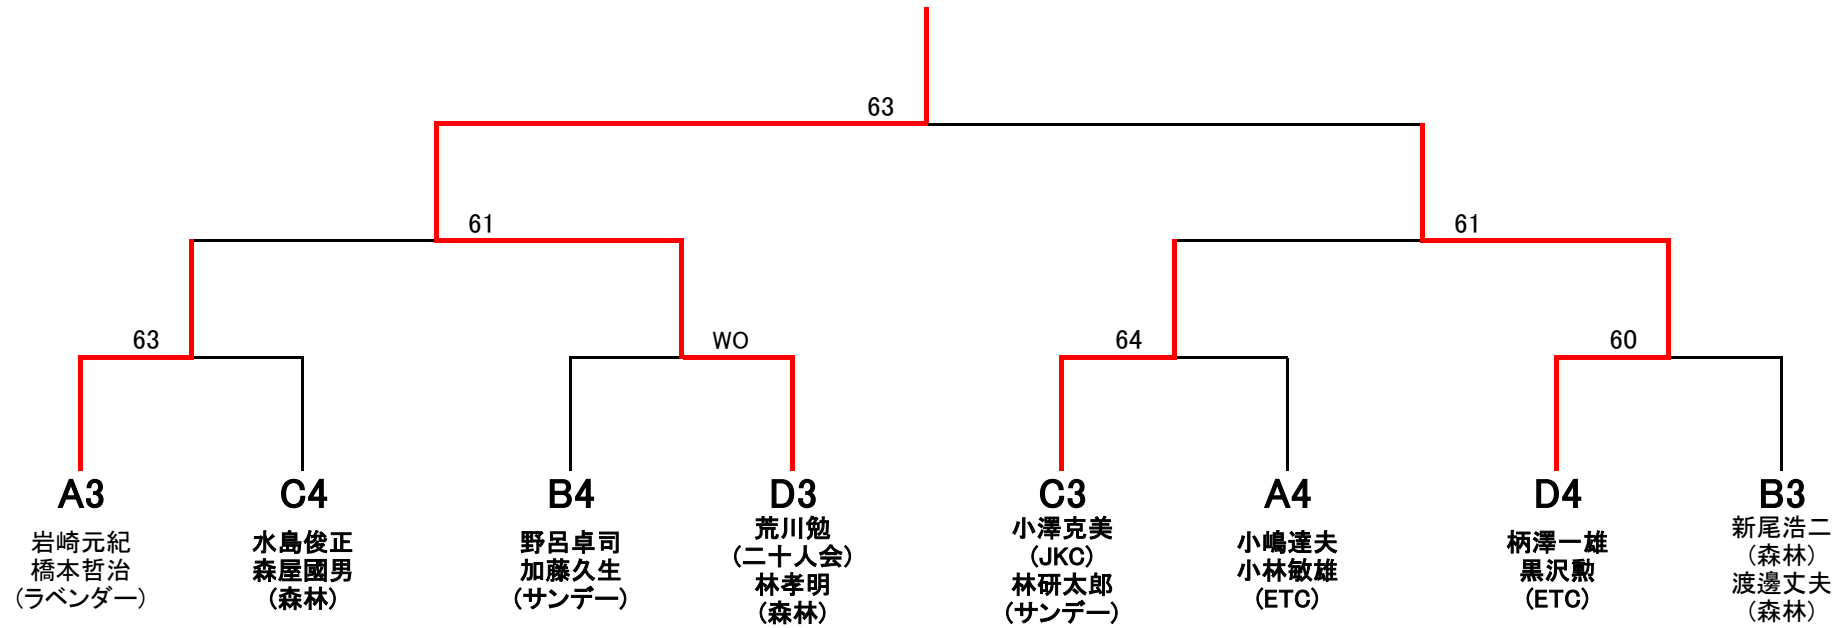 63
61
61
63
WO
64
60
A3
岩崎元紀
橋本哲治
(ラベンダー)
C4
水島俊正
森屋國男
(森林)
B4
野呂卓司
加藤久生
(サンデー)
D3
荒川勉
(二十人会)
林孝明
(森林)
C3
小澤克美
(JKC)
林研太郎
(サンデー)
A4
小嶋達夫
小林敏雄
(ETC)
D4
柄澤一雄
黒沢勲
(ETC)
B3
新尾浩二
(森林)
渡邊丈夫
(森林)